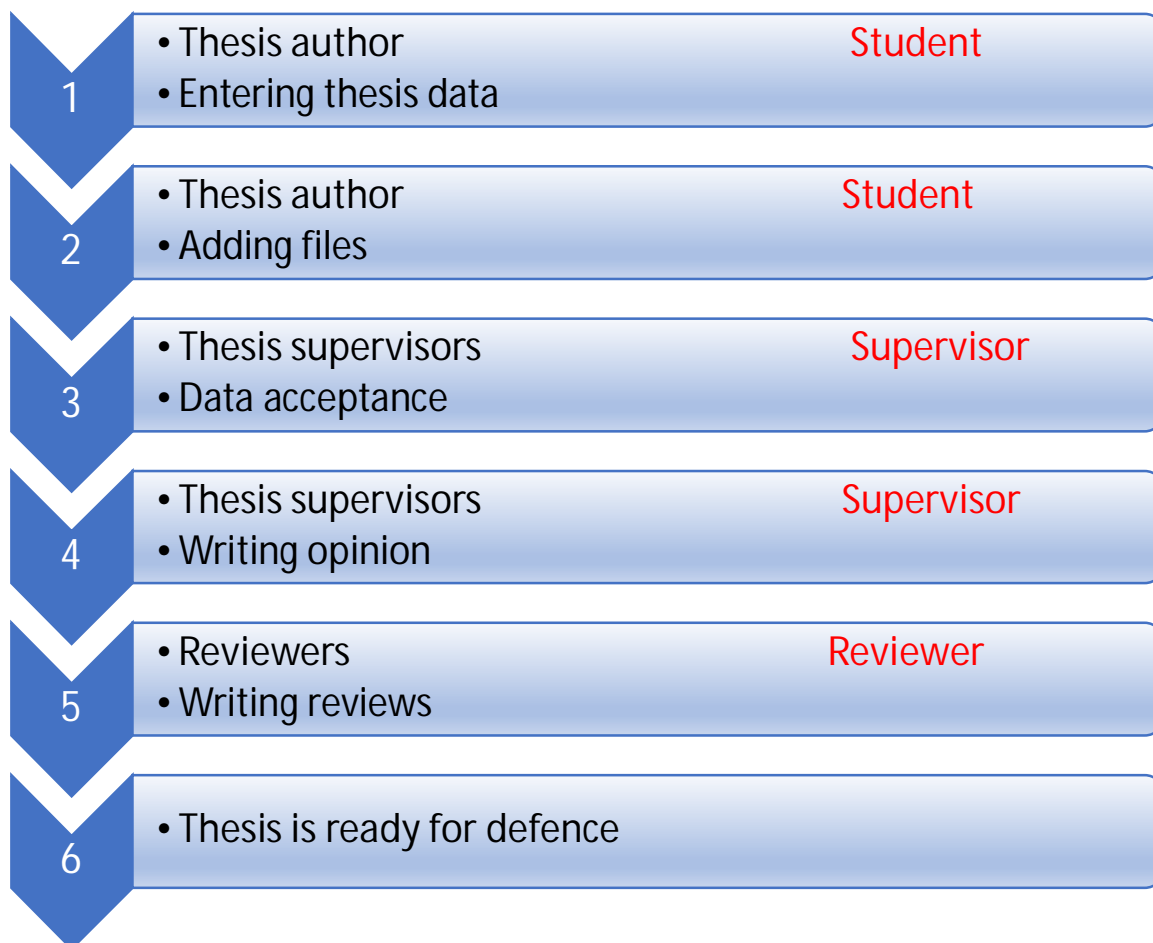 1
• Thesis author Student
• Entering thesis data
2
• Thesis author Student
• Adding files
3
• Thesis supervisors Supervisor
• Data acceptance
4
• Thesis supervisors Supervisor
• Writing opinion
5
• Reviewers Reviewer
• Writing reviews
6
• Thesis is ready for defence